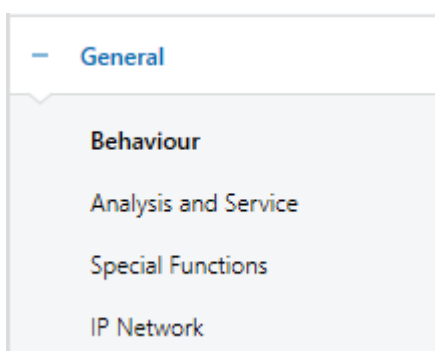 General
Behaviour
Analysis and Service
Special Functions
IP Network